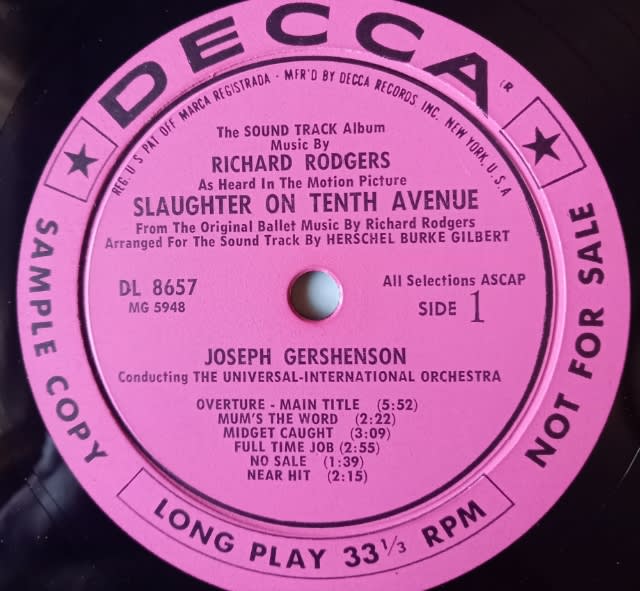 DECCA
REG. U S PAT OFF MARCA REGISTRADA - MFR'D BY DECCA RECORDS INC. NEW YORK, U.S.A
The SOUND TRACK Album
Music By
RICHARD RODGERS
As Heard In The Motion Picture
SLAUGHTER ON TENTH AVENUE
From The Original Ballet Music By Richard Rodgers
Arranged For The Sound Track By HERSCHEL BURKE GILBERT
DL 8657
MG 5948
All Selections ASCAP
SIDE 1
JOSEPH GERSHENSON
Conducting THE UNIVERSAL-INTERNATIONAL ORCHESTRA
OVERTURE - MAIN TITLE (5:52)
MUM'S THE WORD (2:22)
MIDGET CAUGHT (3:09)
FULL TIME JOB (2:55)
NO SALE (1:39)
NEAR HIT (2:15)
SAMPLE COPY
NOT FOR SALE
LONG PLAY 33 1/3 RPM